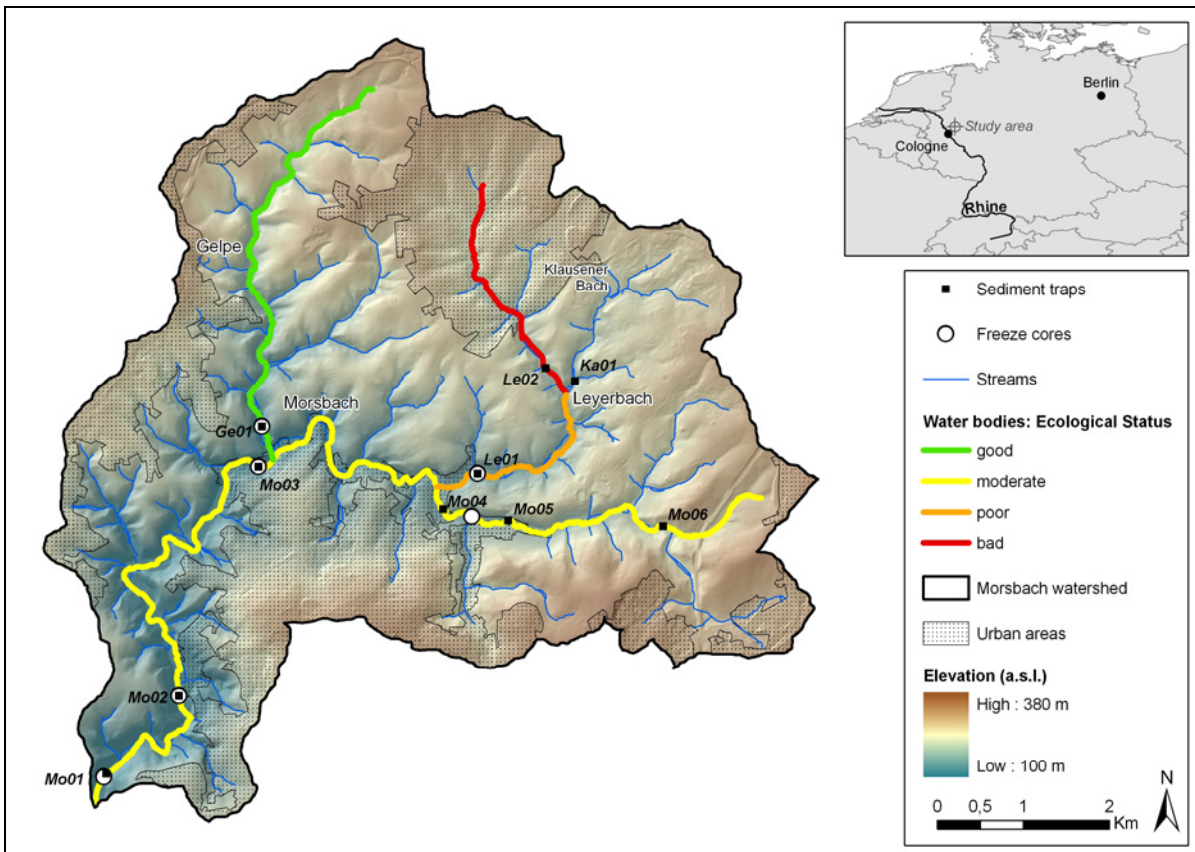 Gelpe
Klausener
Bach
Le02
Ka01
Leyerbach
Morsbach
Ge01
Mo03
Le01
Mo04
Mo05
Mo06
Mo02
Mo01
Berlin
Study area
Cologne
Rhine
Sediment traps
Freeze cores
Streams
Water bodies: Ecological Status
good
moderate
poor
bad
Morsbach watershed
Urban areas
Elevation (a.s.l.)
High : 380 m
Low : 100 m
N
0 0,5 1 2
Km